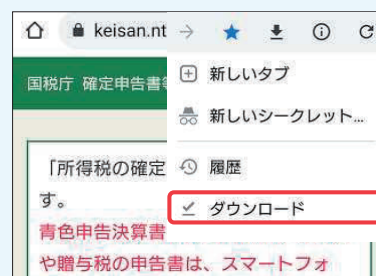 keisan.nt
国税庁 確定申告書
新しいタブ
新しいシークレット...
「所得税の確定
履歴
す。
ダウンロード
青色申告決算書
や贈与税の申告書は、スマートフォ